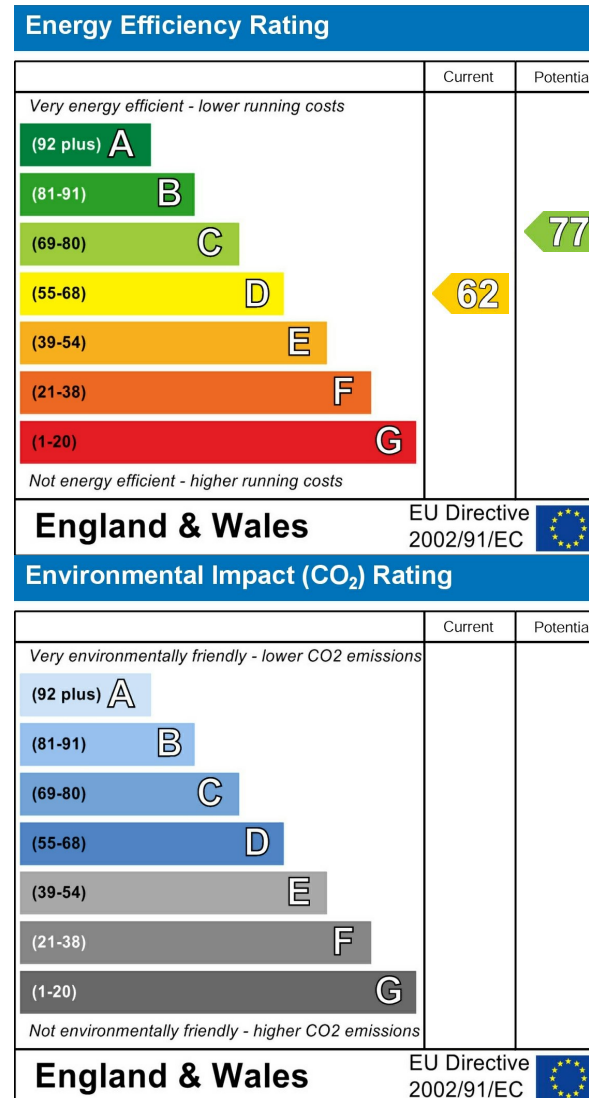 Energy Efficiency Rating
Current Potentia
Very energy efficient - lower running costs
(92 plus) A
(81-91) B
(69-80) C
77
(55-68) D
62
(39-54) E
(21-38) F
(1-20) G
Not energy efficient - higher running costs
England & Wales
EU Directive
2002/91/EC
Environmental Impact (CO₂) Rating
Current Potentia
Very environmentally friendly - lower CO2 emissions
(92 plus) A
(81-91) B
(69-80) C
(55-68) D
(39-54) E
(21-38) F
(1-20) G
Not environmentally friendly - higher CO2 emissions
England & Wales
EU Directive
2002/91/EC